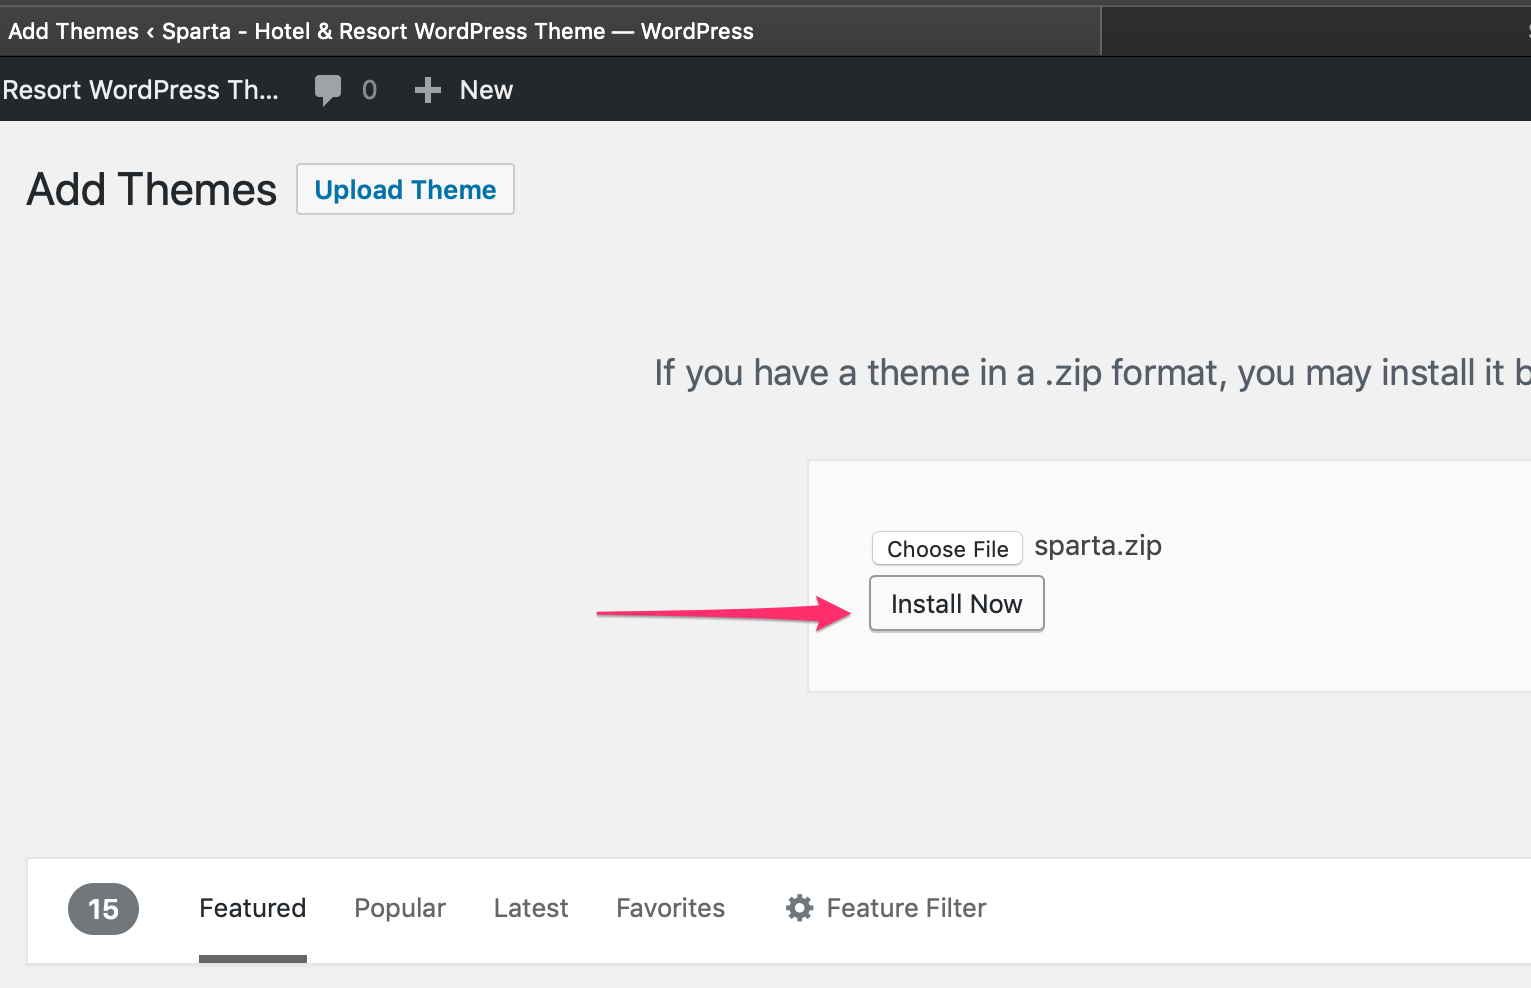 Add Themes ‹ Sparta - Hotel & Resort WordPress Theme — WordPress
Resort WordPress Th... 0 New
Add Themes Upload Theme
If you have a theme in a .zip format, you may install it
Choose File sparta.zip
Install Now
15 Featured Popular Latest Favorites Feature Filter